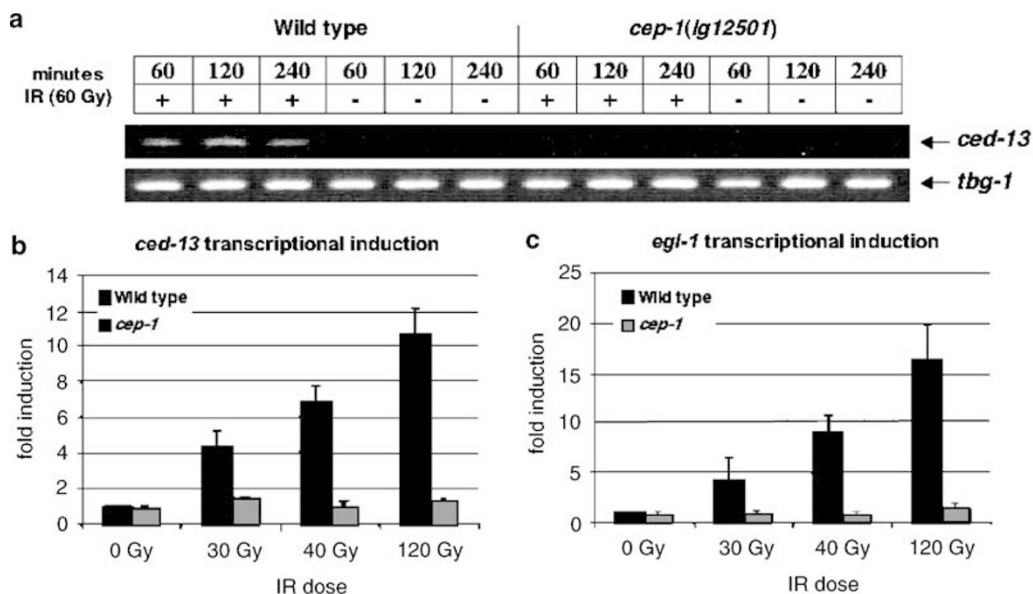 a
Wild type cep-1(lg12501)
minutes 60 120 240 60 120 240 60 120 240 60 120 240
IR (60 Gy) + + + - - - + + + - - -
ced-13
tbg-1
b
ced-13 transcriptional induction
fold induction
14
12
10
8
6
4
2
0
Wild type
cep-1
0 Gy 30 Gy 40 Gy 120 Gy
IR dose
c
egl-1 transcriptional induction
fold induction
25
20
15
10
5
0
Wild type
cep-1
0 Gy 30 Gy 40 Gy 120 Gy
IR dose